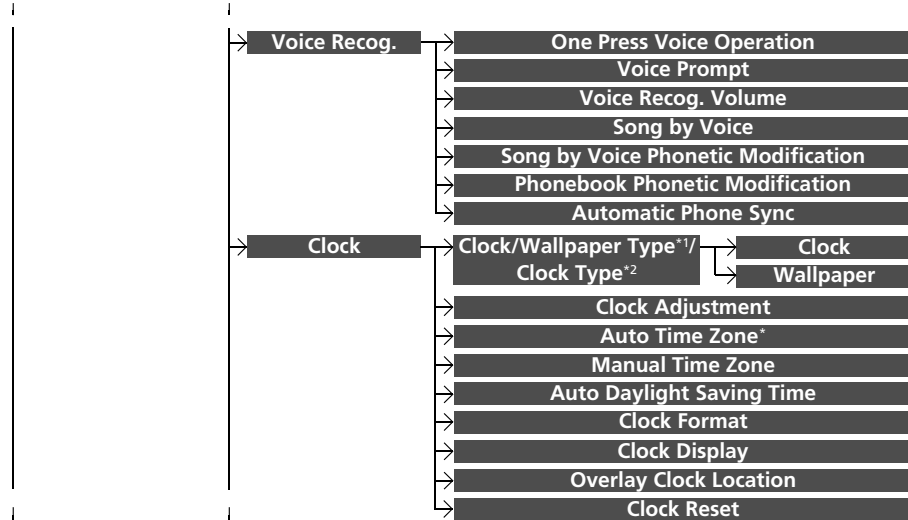 Voice Recog.
One Press Voice Operation
Voice Prompt
Voice Recog. Volume
Song by Voice
Song by Voice Phonetic Modification
Phonebook Phonetic Modification
Automatic Phone Sync
Clock
Clock/Wallpaper Type*1/
Clock Type*2
Clock
Wallpaper
Clock Adjustment
Auto Time Zone*
Manual Time Zone
Auto Daylight Saving Time
Clock Format
Clock Display
Overlay Clock Location
Clock Reset